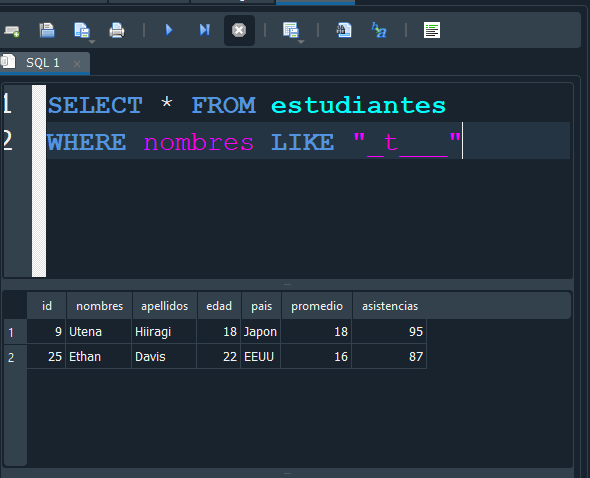 SQL 1
1 SELECT * FROM estudiantes
2 WHERE nombres LIKE "_t___"
id nombres apellidos edad pais promedio asistencias
1 9 Utena Hiiragi 18 Japon 18 95
2 25 Ethan Davis 22 EEUU 16 87